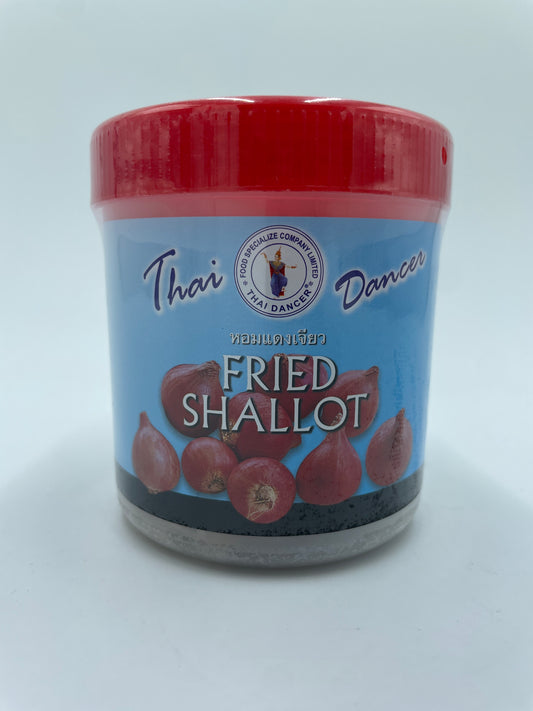 Thai Dancer
FOOD SPECIALIZE COMPANY LIMITED
THAI DANCER®
หอมแดงเจียว
FRIED
SHALLOT